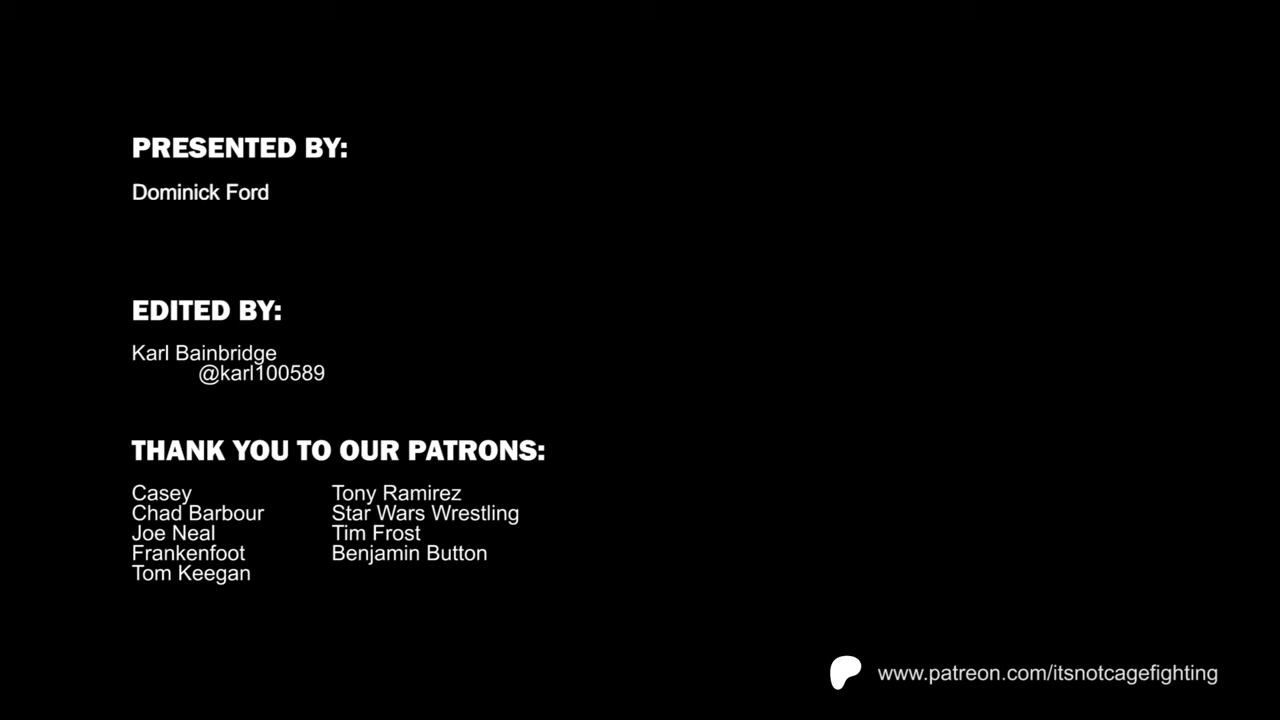 PRESENTED BY:
Dominick Ford
EDITED BY:
Karl Bainbridge
@karl100589
THANK YOU TO OUR PATRONS:
Casey
Chad Barbour
Joe Neal
Frankenfoot
Tom Keegan
Tony Ramirez
Star Wars Wrestling
Tim Frost
Benjamin Button
www.patreon.com/itsnotcagefighting